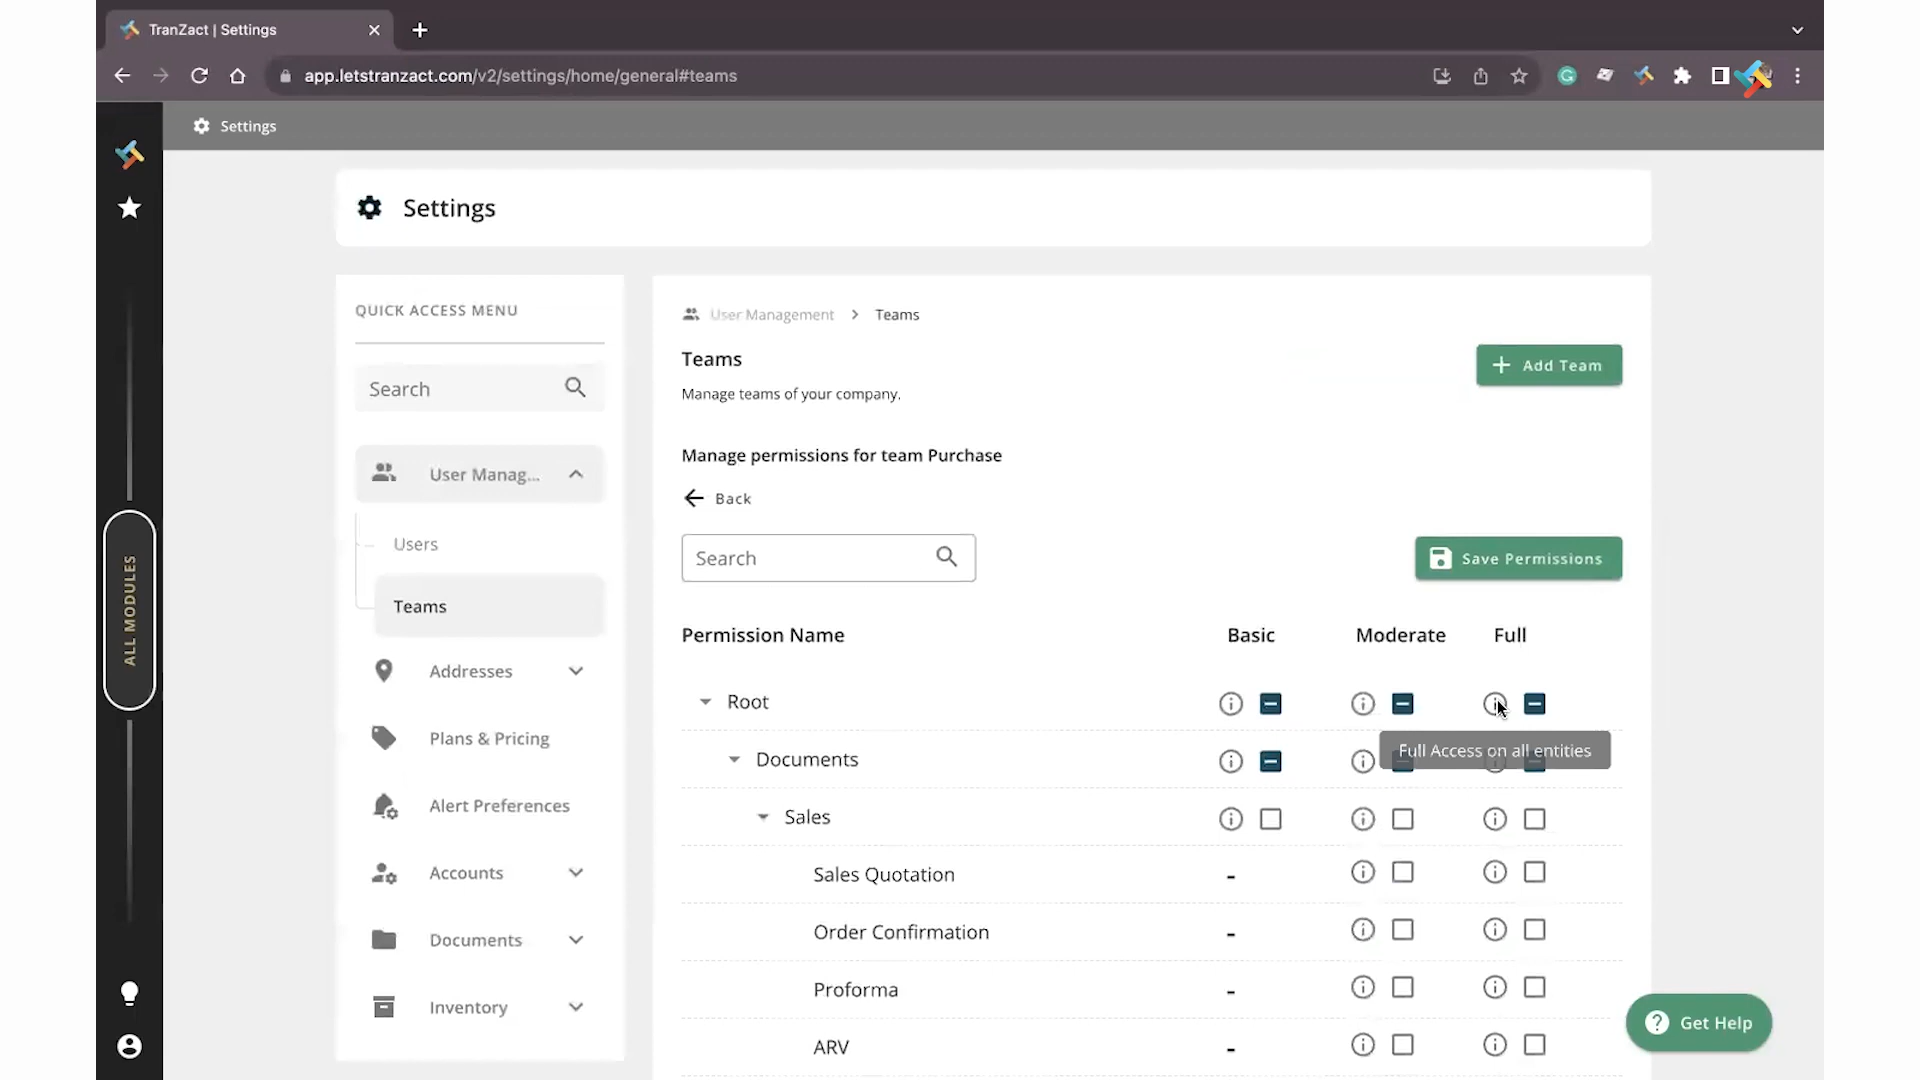 TranZact | Settings
app.letstranzact.com/v2/settings/home/general#teams
Settings
Settings
ALL MODULES
QUICK ACCESS MENU
Search
User Manag...
Users
Teams
Addresses
Plans & Pricing
Alert Preferences
Accounts
Documents
Inventory
User Management > Teams
Teams
Manage teams of your company.
+ Add Team
Manage permissions for team Purchase
Back
Search
Save Permissions
Permission Name Basic Moderate Full
Root
Full Access on all entities
Documents
Sales
Sales Quotation -
Order Confirmation -
Proforma -
ARV -
Get Help